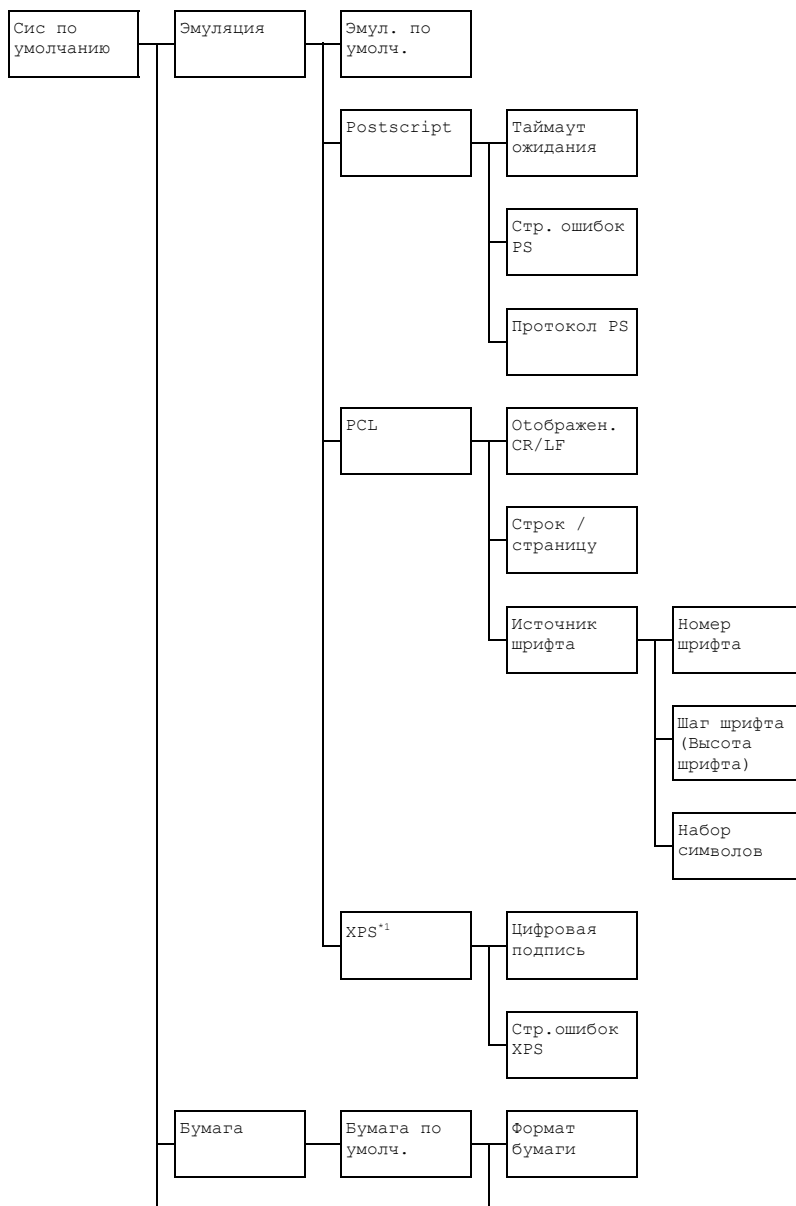 Сис по
умолчанию
Эмуляция
Эмул. по
умолч.
Postscript
Таймаут
ожидания
Стр. ошибок
PS
Протокол PS
PCL
Отображен.
CR/LF
Строк /
страницу
Источник
шрифта
Номер
шрифта
Шаг шрифта
(Высота
шрифта)
Набор
символов
XPS*1
Цифровая
подпись
Стр.ошибок
XPS
Бумага
Бумага по
умолч.
Формат
бумаги